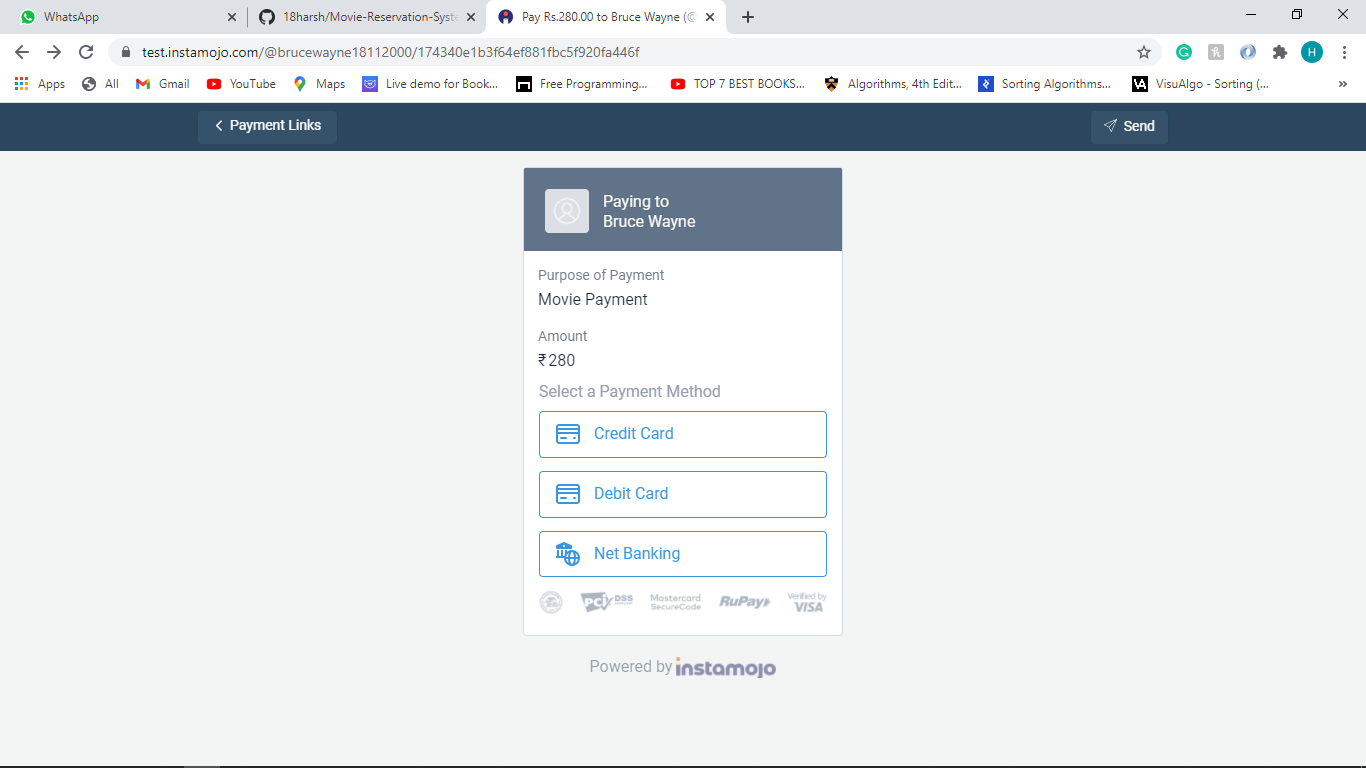 WhatsApp
18harsh/Movie-Reservation-Syste
Pay Rs.280.00 to Bruce Wayne (@
test.instamojo.com/@brucewayne18112000/174340e1b3f64ef881fbc5f920fa446f
H
Apps
All
Gmail
YouTube
Maps
Live demo for Book...
Free Programming...
TOP 7 BEST BOOKS...
Algorithms, 4th Edit...
Sorting Algorithms...
VisuAlgo - Sorting (...
Payment Links
Send
Paying to
Bruce Wayne
Purpose of Payment
Movie Payment
Amount
₹280
Select a Payment Method
Credit Card
Debit Card
Net Banking
PCI DSS
Mastercard
SecureCode
RuPay
Verified by
VISA
Powered by instamojo